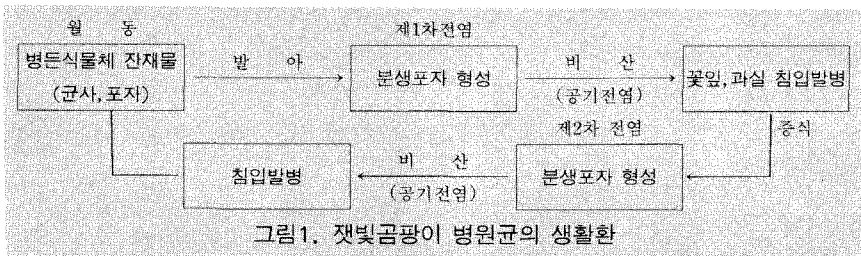 월 동
제1차전염
병든식물체 잔재물
(균사,포자)
발 아
분생포자 형성
비 산
(공기전염)
꽃잎,과실 침입발병
제2차 전염
증식
침입발병
비 산
(공기전염)
분생포자 형성
그림1. 잿빛곰팡이 병원균의 생활환